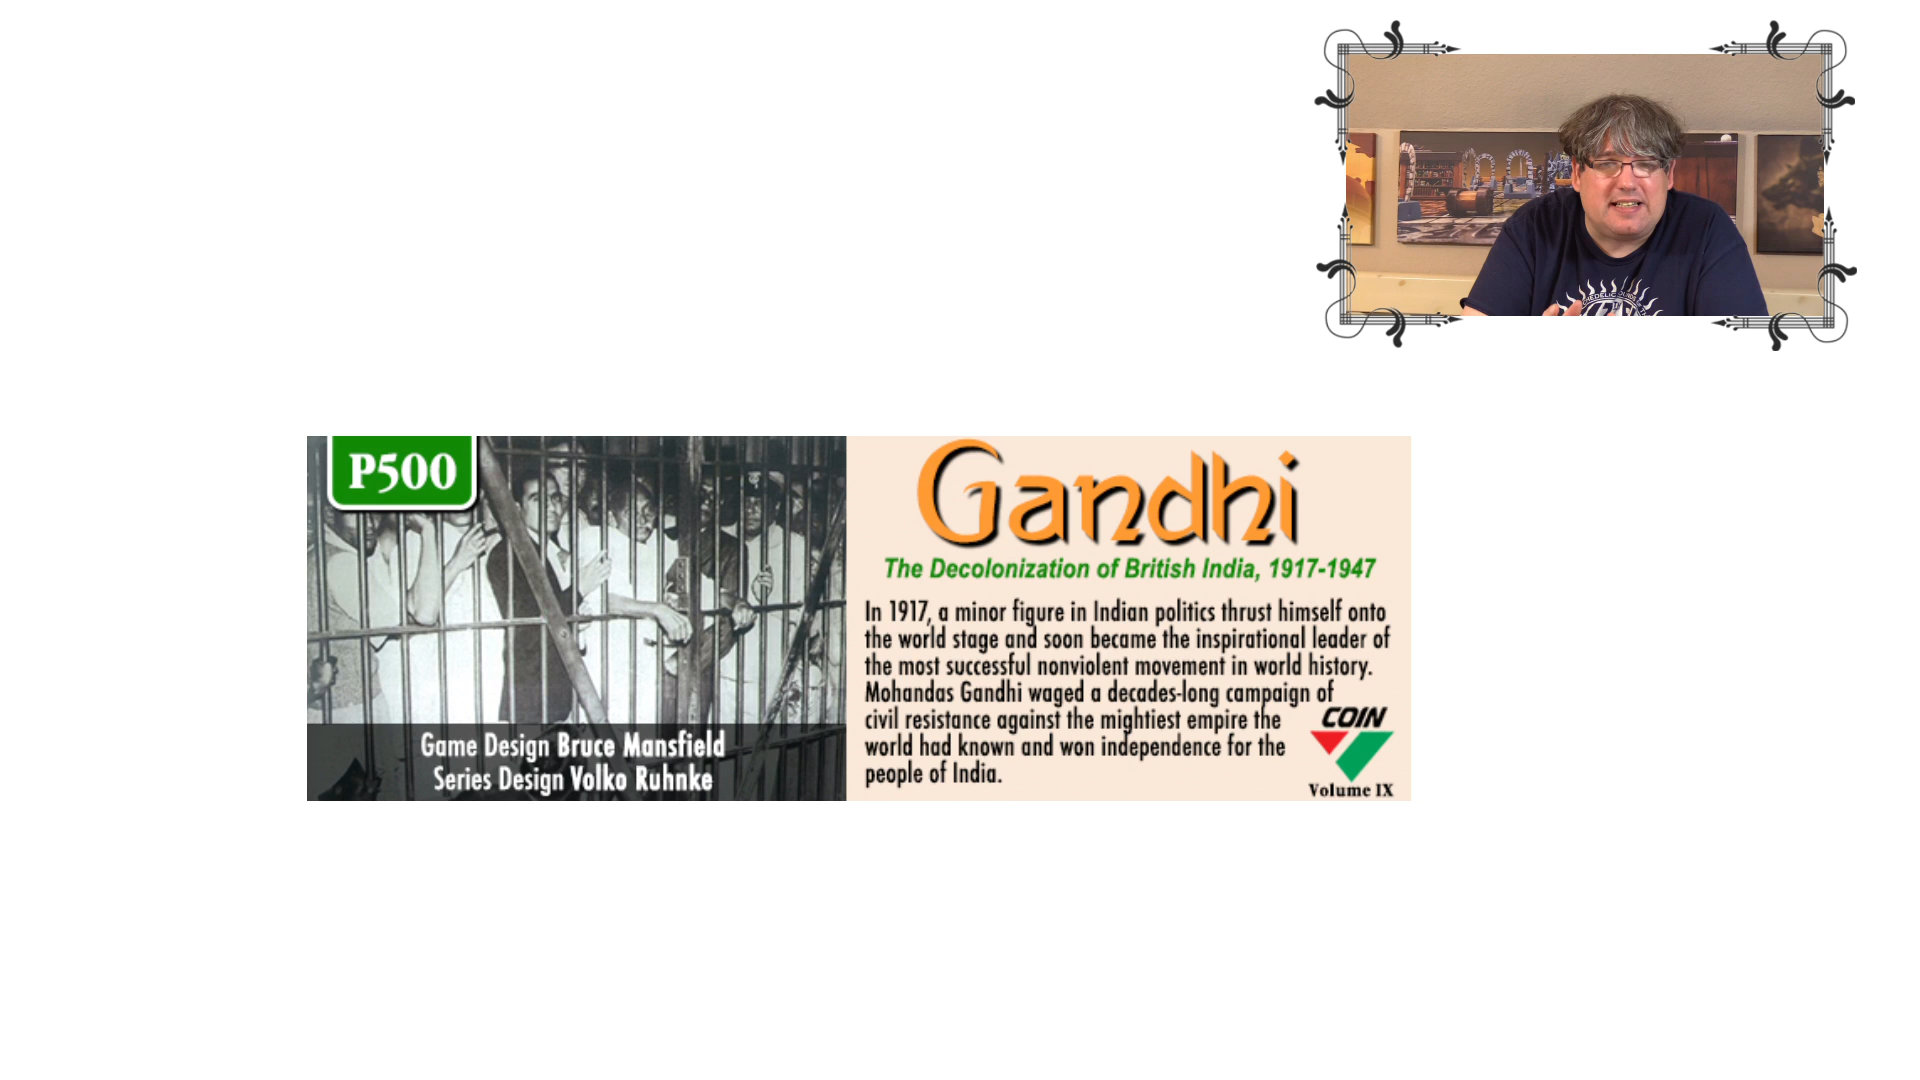 P500
Game Design Bruce Mansfield
Series Design Volko Ruhnke
Gandhi
The Decolonization of British India, 1917-1947
In 1917, a minor figure in Indian politics thrust himself onto
the world stage and soon became the inspirational leader of
the most successful nonviolent movement in world history.
Mohandas Gandhi waged a decades-long campaign of
civil resistance against the mightiest empire the
world had known and won independence for the
people of India.
COIN
Volume IX